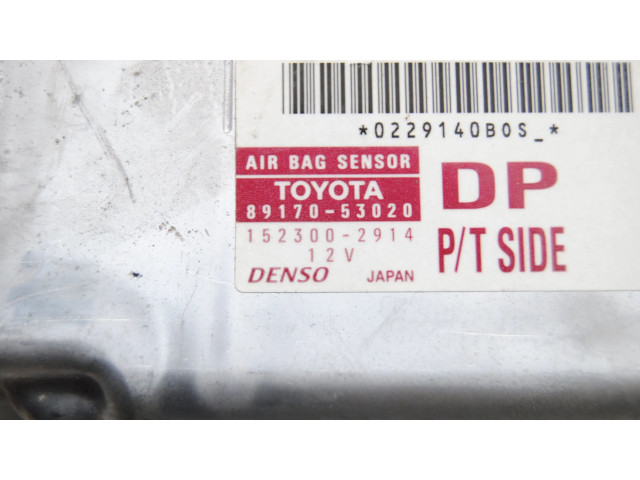 *0229140B0S_*
AIR BAG SENSOR
TOYOTA
89170-53020
152300-2914
12V
DENSO JAPAN
DP
P/T SIDE